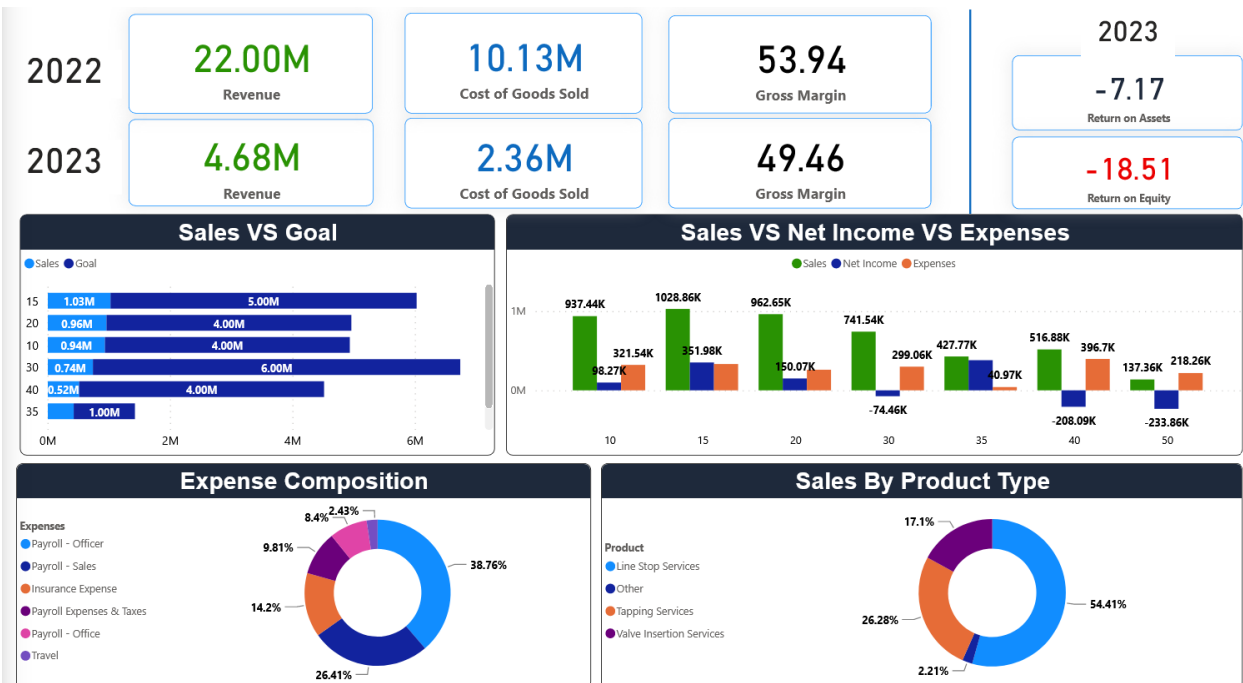 2022
22.00M
Revenue
10.13M
Cost of Goods Sold
53.94
Gross Margin
2023
4.68M
Revenue
2.36M
Cost of Goods Sold
49.46
Gross Margin
2023
-7.17
Return on Assets
-18.51
Return on Equity
Sales VS Goal
Sales Goal
15 1.03M 5.00M
20 0.96M 4.00M
10 0.94M 4.00M
30 0.74M 6.00M
40 0.52M 4.00M
35 1.00M
0M 2M 4M 6M
Sales VS Net Income VS Expenses
Sales Net Income Expenses
1M
0M
937.44K 98.27K 321.54K
1028.86K 351.98K
962.65K 150.07K
741.54K -74.46K 299.06K
427.77K 40.97K
516.88K -208.09K 396.7K
137.36K -233.86K 218.26K
10 15 20 30 35 40 50
Expense Composition
Expenses
Payroll - Officer
Payroll - Sales
Insurance Expense
Payroll Expenses & Taxes
Payroll - Office
Travel
2.43%
8.4%
9.81%
14.2%
26.41%
38.76%
Sales By Product Type
Product
Line Stop Services
Other
Tapping Services
Valve Insertion Services
17.1%
54.41%
26.28%
2.21%